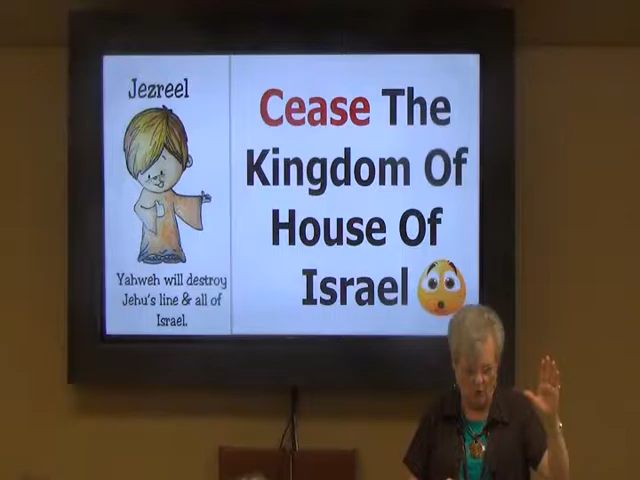 Jezreel
Yahweh will destroy
Jehu's line & all of
Israel.
Cease The
Kingdom Of
House Of
Israel